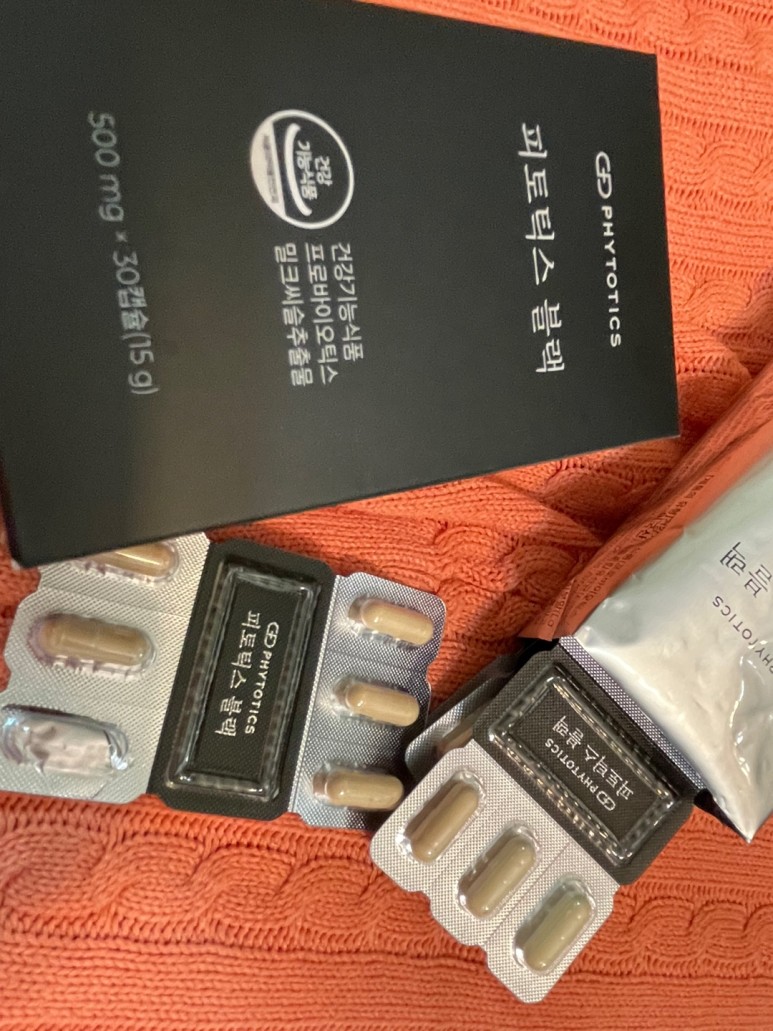 PHYTOTICS
피토틱스 블랙
건강
기능식품
건강기능식품
프로바이오틱스
밀크씨슬추출물
500 mg × 30캡슐(15 g)
PHYTOTICS
피토틱스 블랙
PHYTOTICS
피토틱스 블랙
블랙